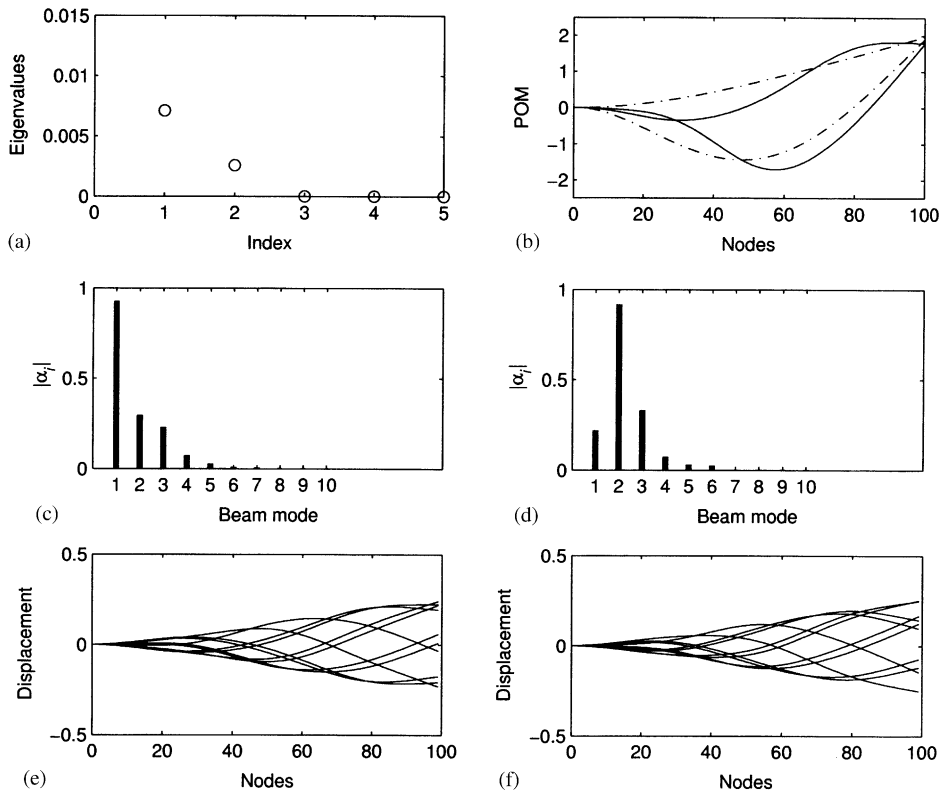 0.015
0.01
0.005
0
Eigenvalues
0 1 2 3 4 5
Index
(a)
2
1
0
−1
−2
POM
0 20 40 60 80 100
Nodes
(b)
1
0.5
0
|αi|
1 2 3 4 5 6 7 8 9 10
Beam mode
(c)
1
0.5
0
|αi|
1 2 3 4 5 6 7 8 9 10
Beam mode
(d)
0.5
0
−0.5
Displacement
0 20 40 60 80 100
Nodes
(e)
0.5
0
−0.5
Displacement
0 20 40 60 80 100
Nodes
(f)